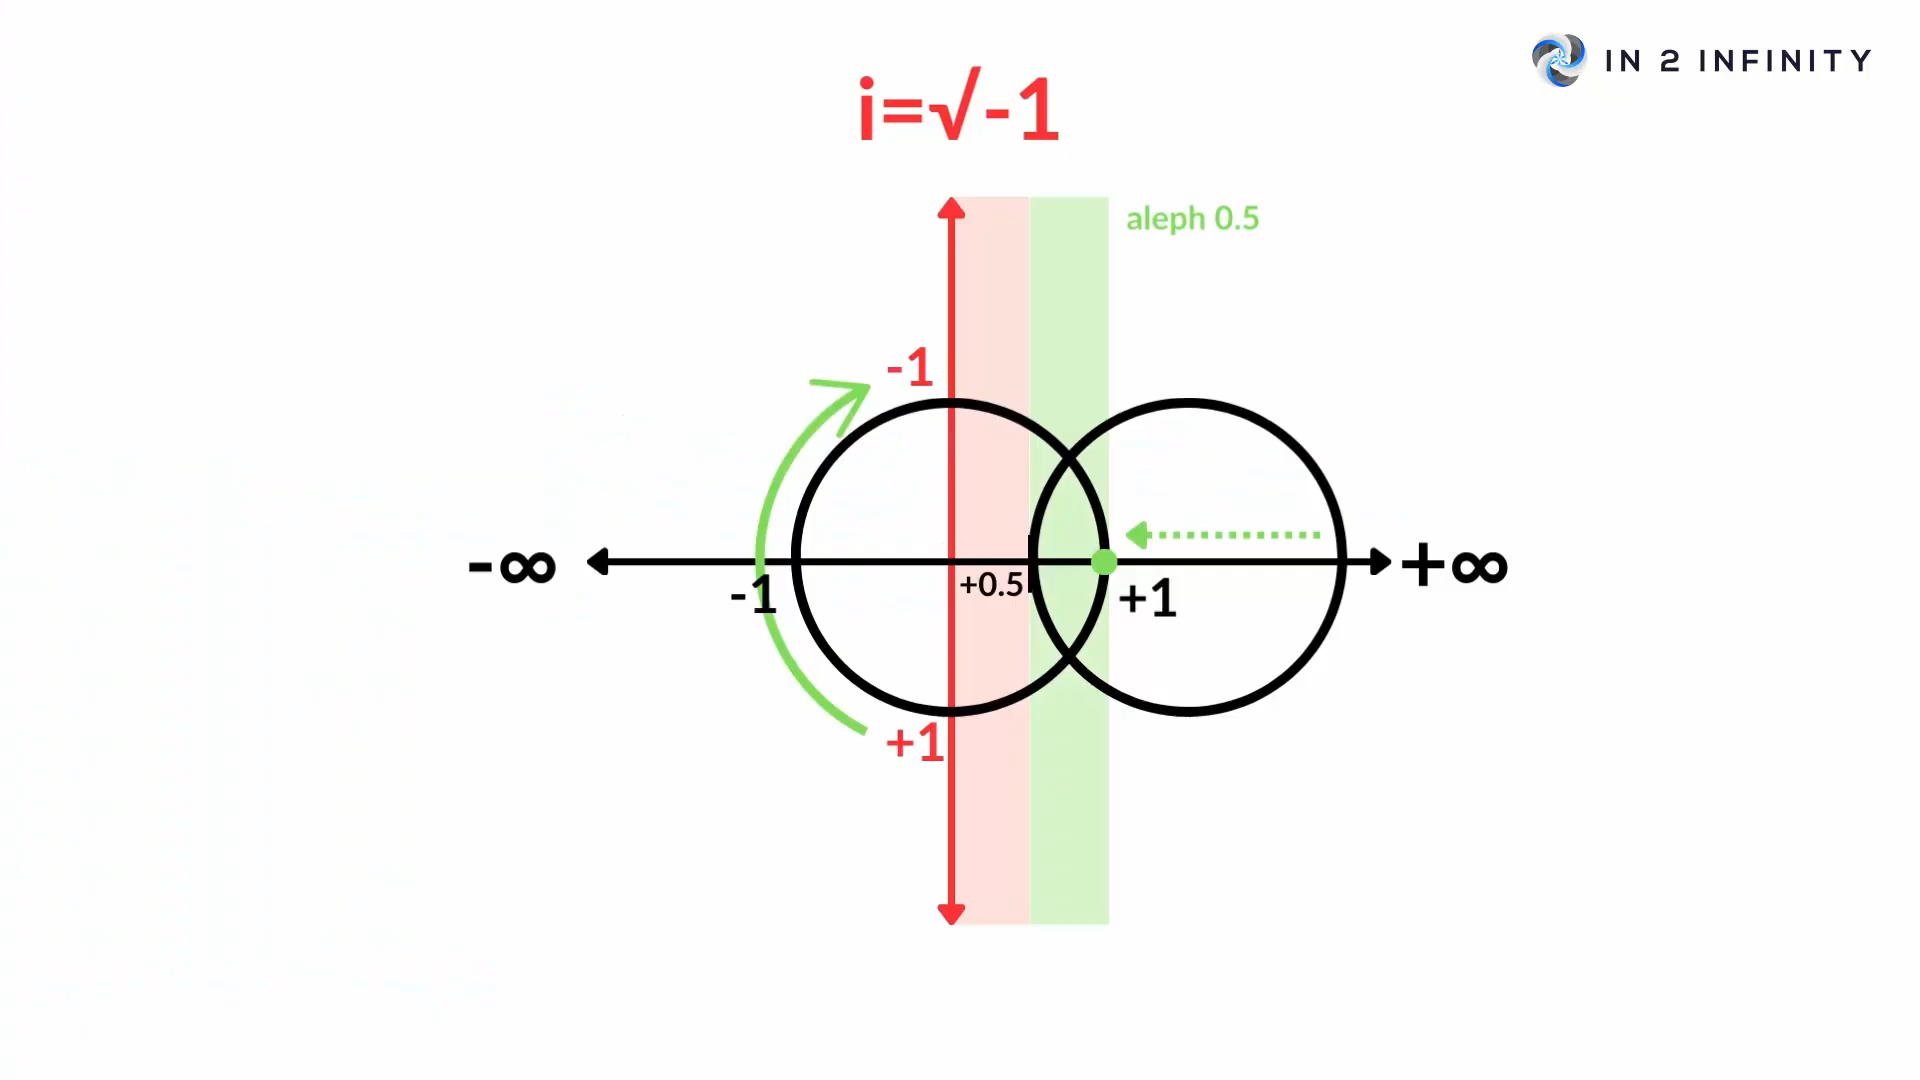 IN 2 INFINITY
i=√-1
aleph 0.5
-1
-∞
-1
+0.5
+1
+∞
+1